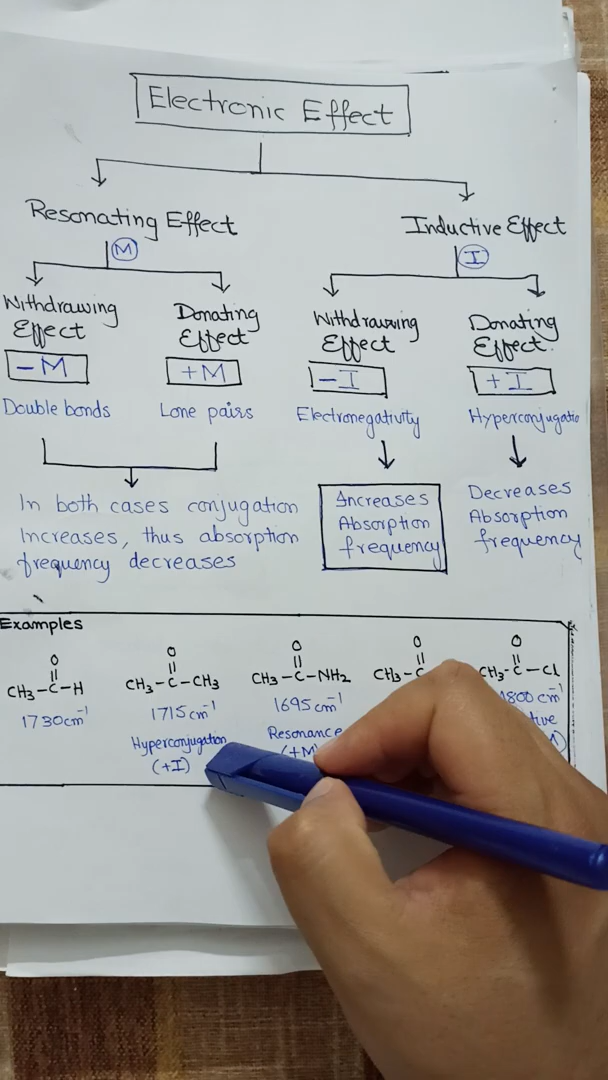 Electronic Effect
Resonating Effect
M
Withdrawing
Effect
-M
Double bonds
Donating
Effect
+M
Lone pairs
In both cases conjugation
increases, thus absorption
frequency decreases
Inductive Effect
I
Withdrawing
Effect
-I
Electronegativity
Increases
Absorption
frequency
Donating
Effect.
+I
Hyperconjugatio
Decreases
Absorption
frequency
Examples
O
||
CH₃-C-H
1730cm⁻¹
O
||
CH₃-C-CH₃
1715cm⁻¹
Hyperconjugation
(+I)
O
||
CH₃-C-NH₂
1695cm⁻¹
Resonance
(+M)
O
||
CH₃-C
O
||
CH₃-C-Cl
1800cm⁻¹